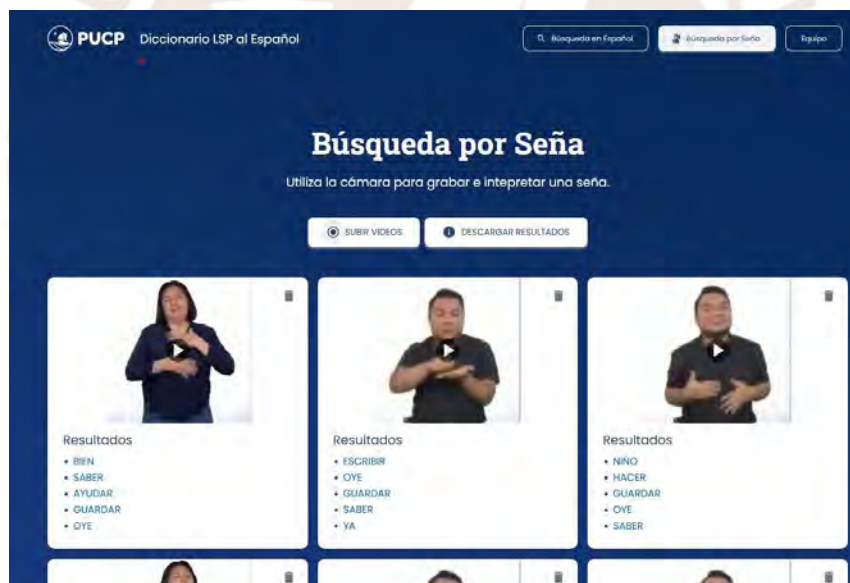 PUCP Diccionario LSP al Español
Búsqueda en Español
Búsqueda por Seña
Equipo
Búsqueda por Seña
Utiliza la cámara para grabar e intepretar una seña.
SUBIR VIDEOS
DESCARGAR RESULTADOS
Resultados
• BIEN
• SABER
• AYUDAR
• GUARDAR
• OYE
Resultados
• ESCRIBIR
• OYE
• GUARDAR
• SABER
• YA
Resultados
• NIÑO
• HACER
• GUARDAR
• OYE
• SABER